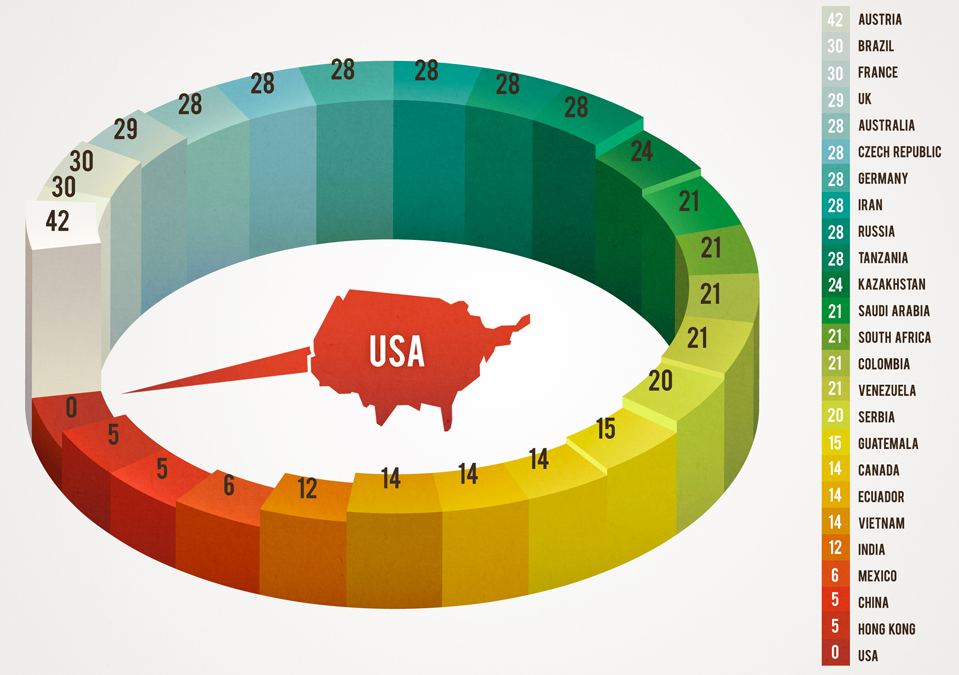 28
28
28
28
28
28
29
24
30
30
21
42
21
21
USA
21
20
0
15
5
14
5
14
14
6
12
42 AUSTRIA
30 BRAZIL
30 FRANCE
29 UK
28 AUSTRALIA
28 CZECH REPUBLIC
28 GERMANY
28 IRAN
28 RUSSIA
28 TANZANIA
24 KAZAKHSTAN
21 SAUDI ARABIA
21 SOUTH AFRICA
21 COLOMBIA
21 VENEZUELA
20 SERBIA
15 GUATEMALA
14 CANADA
14 ECUADOR
14 VIETNAM
12 INDIA
6 MEXICO
5 CHINA
5 HONG KONG
0 USA